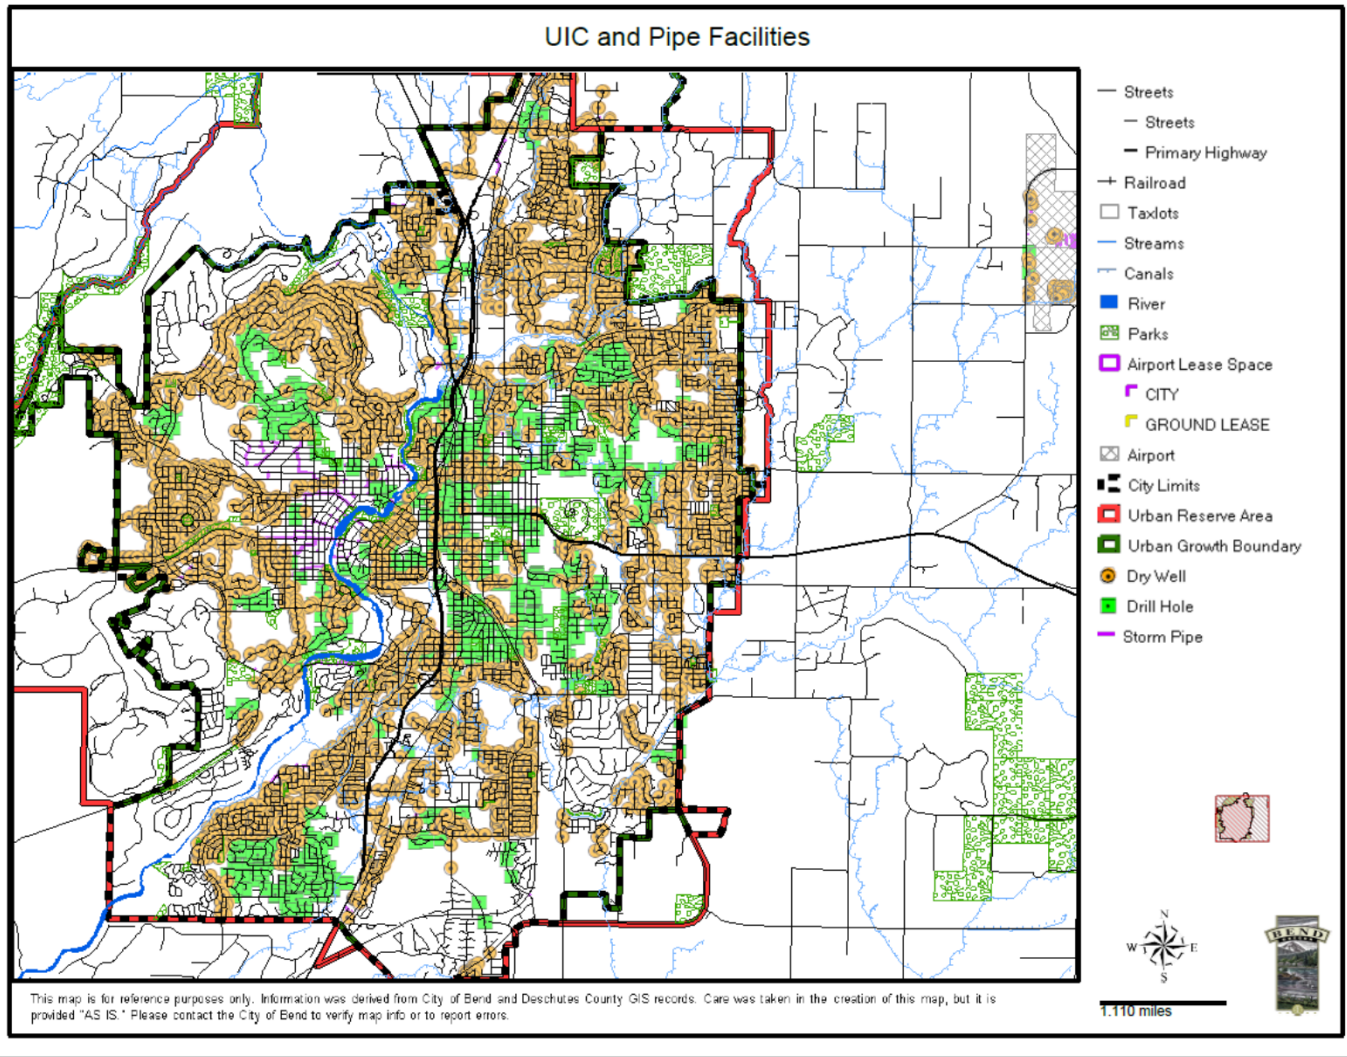 UIC and Pipe Facilities
Streets
Streets
Primary Highway
Railroad
Taxlots
Streams
Canals
River
Parks
Airport Lease Space
CITY
GROUND LEASE
Airport
City Limits
Urban Reserve Area
Urban Growth Boundary
Dry Well
Drill Hole
Storm Pipe
N
W E
S
BEND
1.110 miles
This map is for reference purposes only. Information was derived from City of Bend and Deschutes County GIS records. Care was taken in the creation of this map, but it is
provided "AS IS." Please contact the City of Bend to verify map info or to report errors.